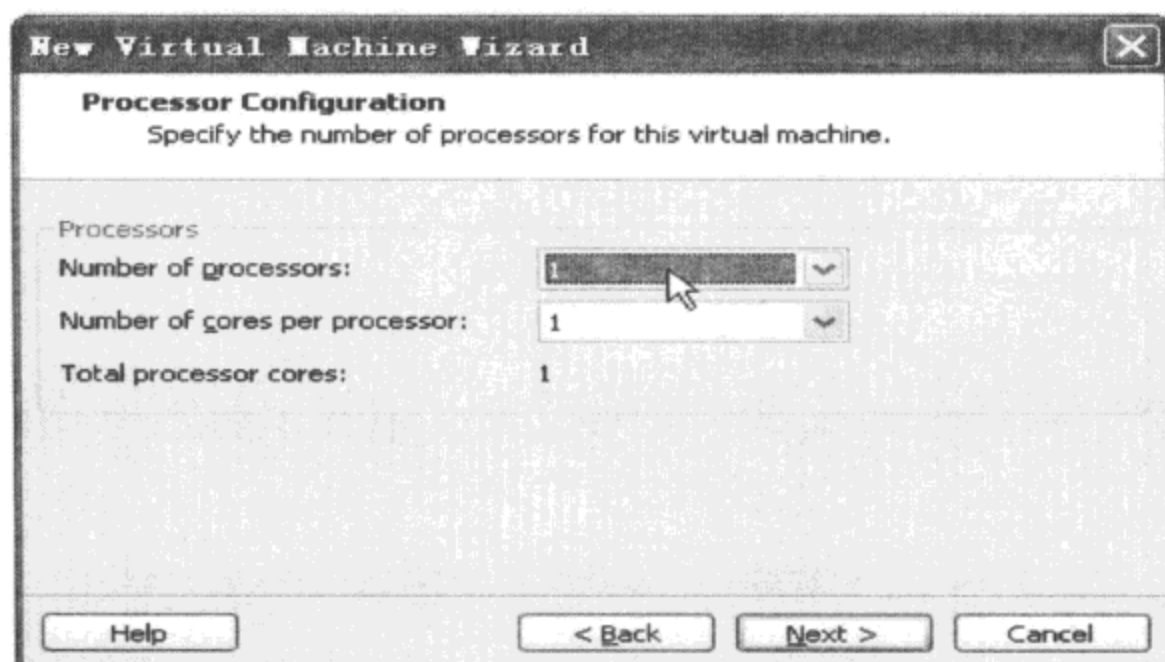 New Virtual Machine Wizard
Processor Configuration
Specify the number of processors for this virtual machine.
Processors
Number of processors: 1
Number of cores per processor: 1
Total processor cores: 1
Help < Back Next > Cancel